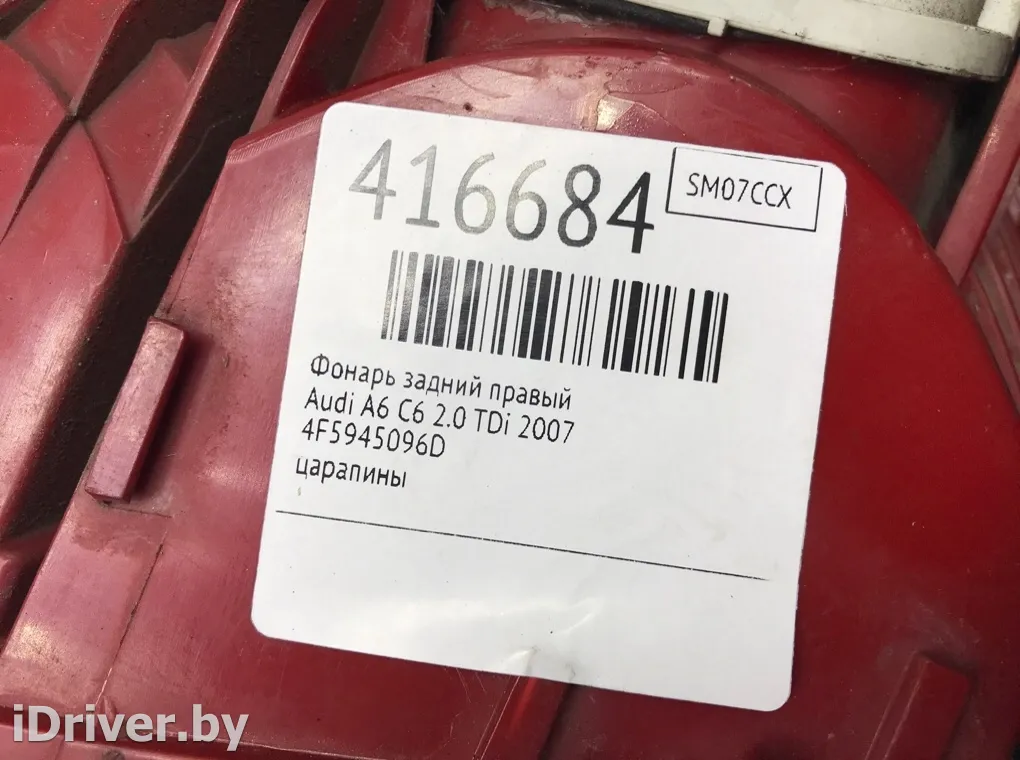 416684
SM07CCX
Фонарь задний правый
Audi A6 C6 2.0 TDi 2007
4F5945096D
царапины
iDriver.by